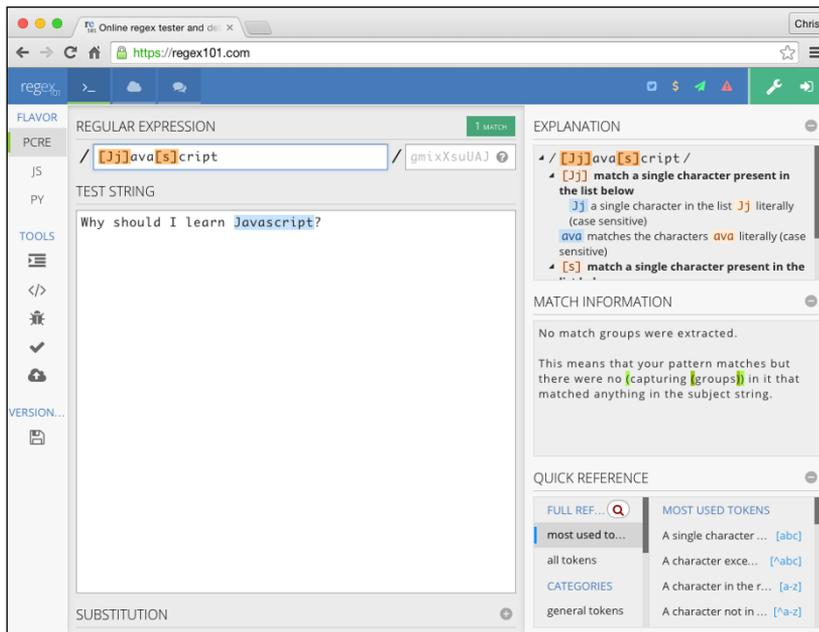 Online regex tester and de
Chris
https://regex101.com
regex101
FLAVOR
PCRE
JS
PY
TOOLS
VERSION...
REGULAR EXPRESSION
1 MATCH
/ [Jj]ava[s]cript / gmixXsuUAJ
TEST STRING
Why should I learn Javascript?
SUBSTITUTION
EXPLANATION
/ [Jj]ava[s]cript /
[Jj] match a single character present in
the list below
Jj a single character in the list Jj literally
(case sensitive)
ava matches the characters ava literally (case
sensitive)
[s] match a single character present in the
list below
MATCH INFORMATION
No match groups were extracted.
This means that your pattern matches but
there were no (capturing (groups)) in it that
matched anything in the subject string.
QUICK REFERENCE
FULL REF...
most used to...
all tokens
CATEGORIES
general tokens
MOST USED TOKENS
A single character ... [abc]
A character exce... [^abc]
A character in the r... [a-z]
A character not in ... [^a-z]